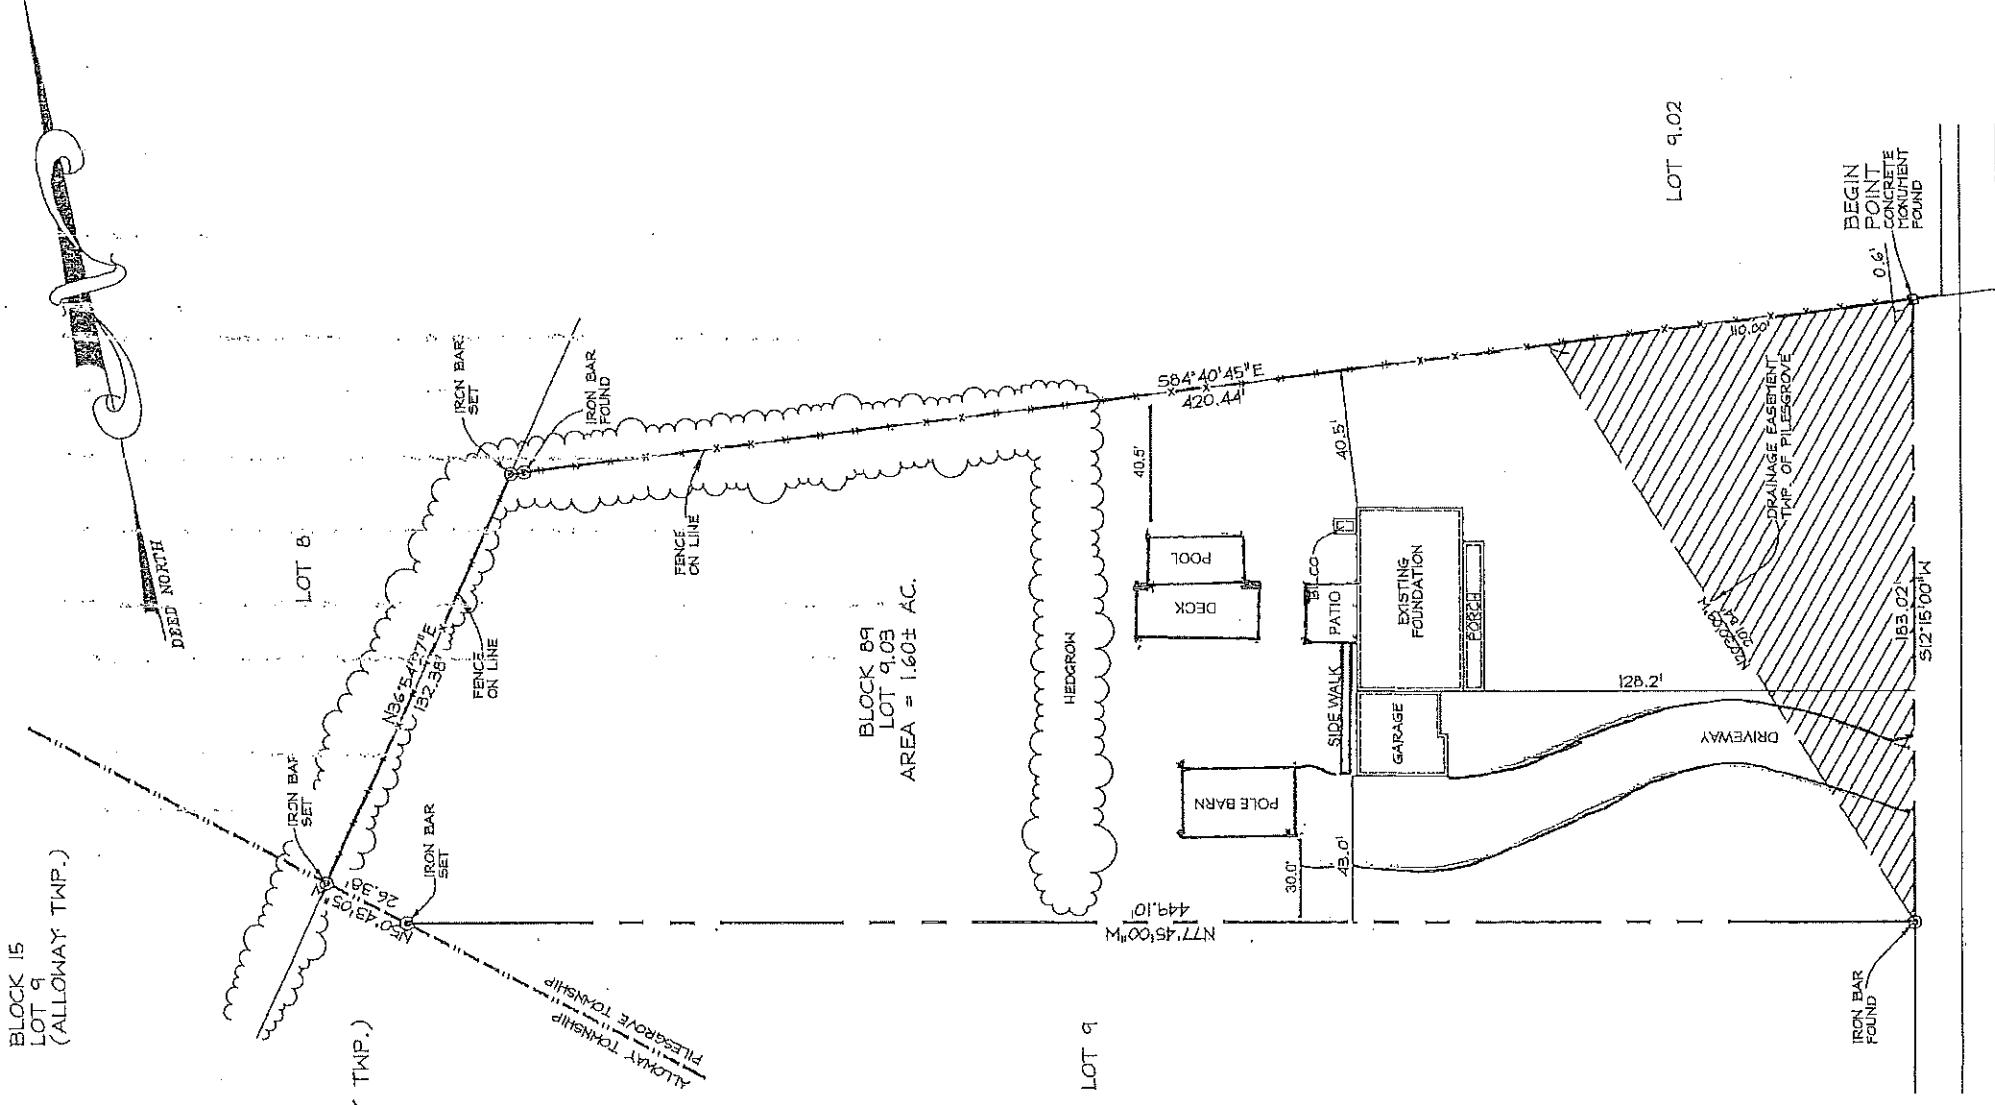 BLOCK 15
LOT 9
(ALLOWAY TWP.)
TWP.)
DEED NORTH
LOT 8
IRON BAR
SET
IRON BAR
SET
IRON BAR
SET
IRON BAR
FOUND
N50°43'05
26.38'
N36°54'27"E
132.38'
FENCE
ON LINE
FENCE
ON LINE
ALLOWAY TOWNSHIP
PILESGROVE TOWNSHIP
BLOCK 89
LOT 9.03
AREA = 1.60± AC.
HEDGROW
S84°40'45"E
420.44'
40.5'
40.5'
POOL
DECK
BILCO
PATIO
EXISTING
FOUNDATION
PORCH
SIDE WALK
GARAGE
POLE BARN
30.0'
43.0'
449.10'
N77°45'00"W
LOT 9
128.2'
DRIVEWAY
DRAINAGE EASEMENT
TWP. OF PILESGROVE
201.84'
110.00'
183.02'
S12°15'00"W
LOT 9.02
BEGIN
POINT
CONCRETE
MONUMENT
FOUND
0.6'
IRON BAR
FOUND